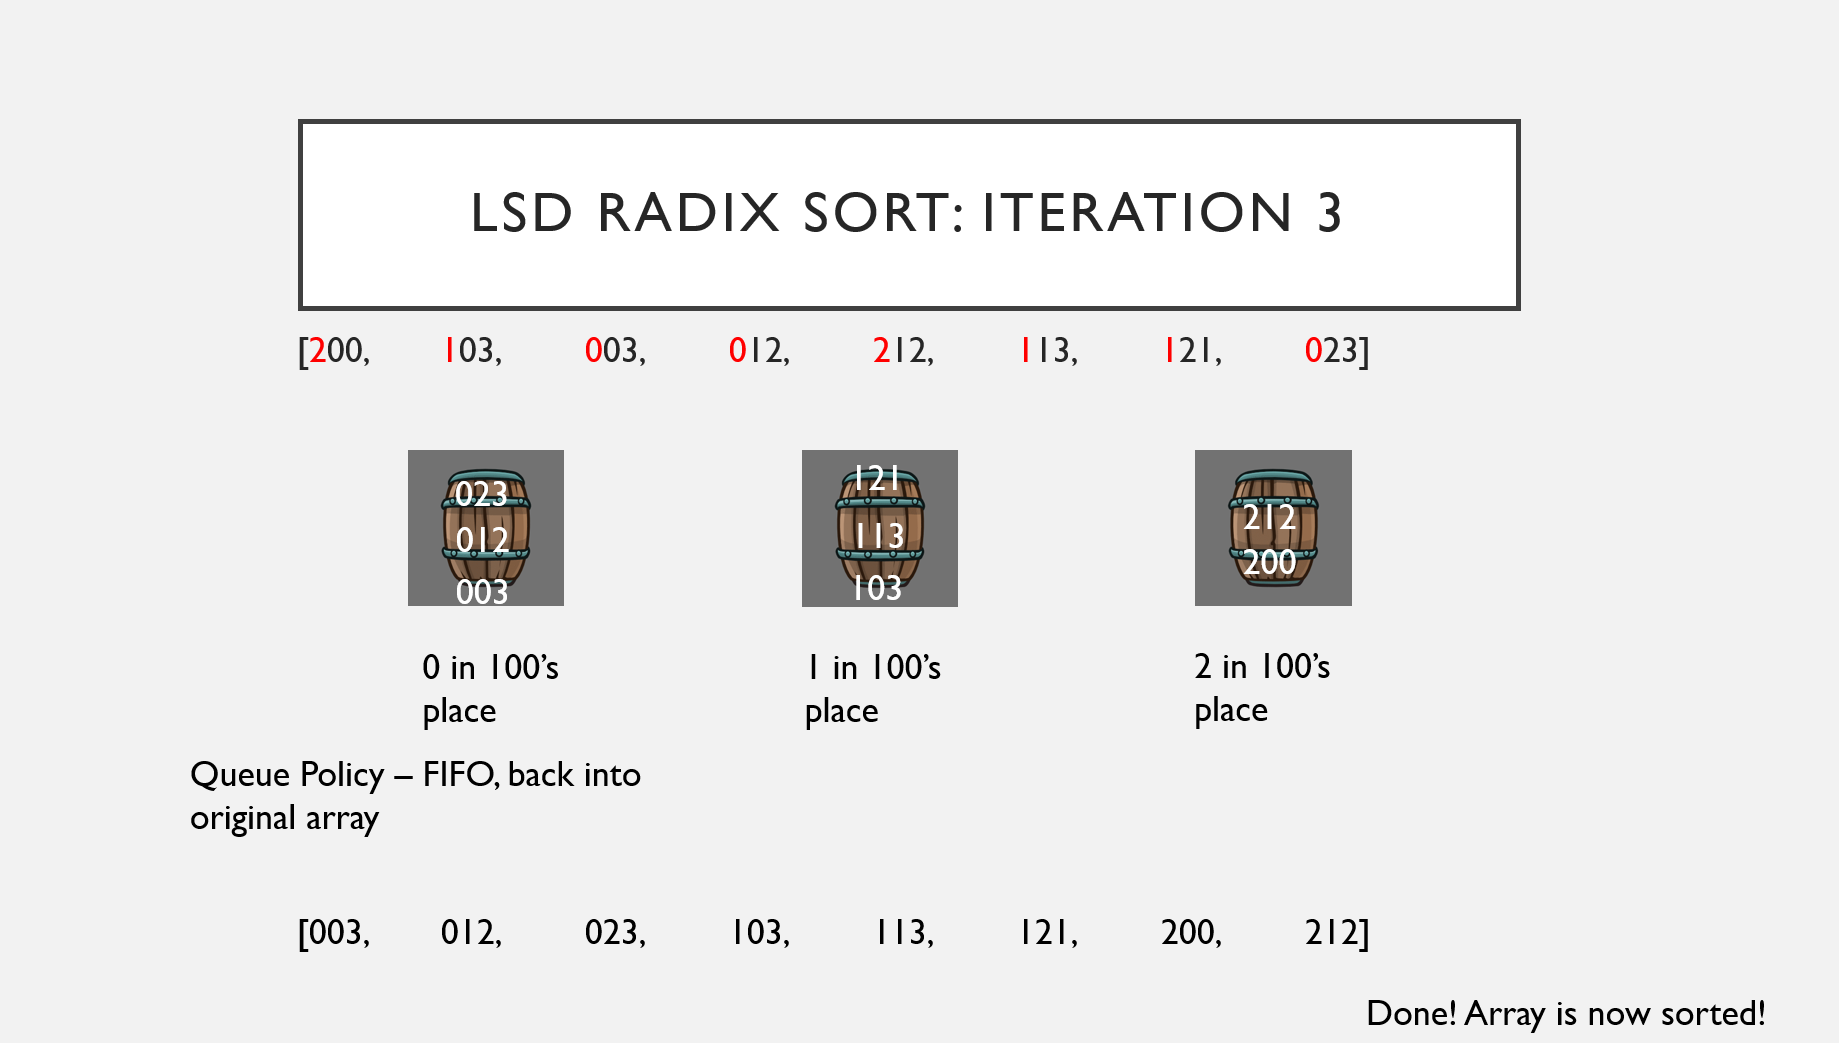 LSD RADIX SORT: ITERATION 3
[200, 103, 003, 012, 212, 113, 121, 023]
023
012
003
121
113
103
212
200
0 in 100’s
place
1 in 100’s
place
2 in 100’s
place
Queue Policy – FIFO, back into
original array
[003, 012, 023, 103, 113, 121, 200, 212]
Done! Array is now sorted!